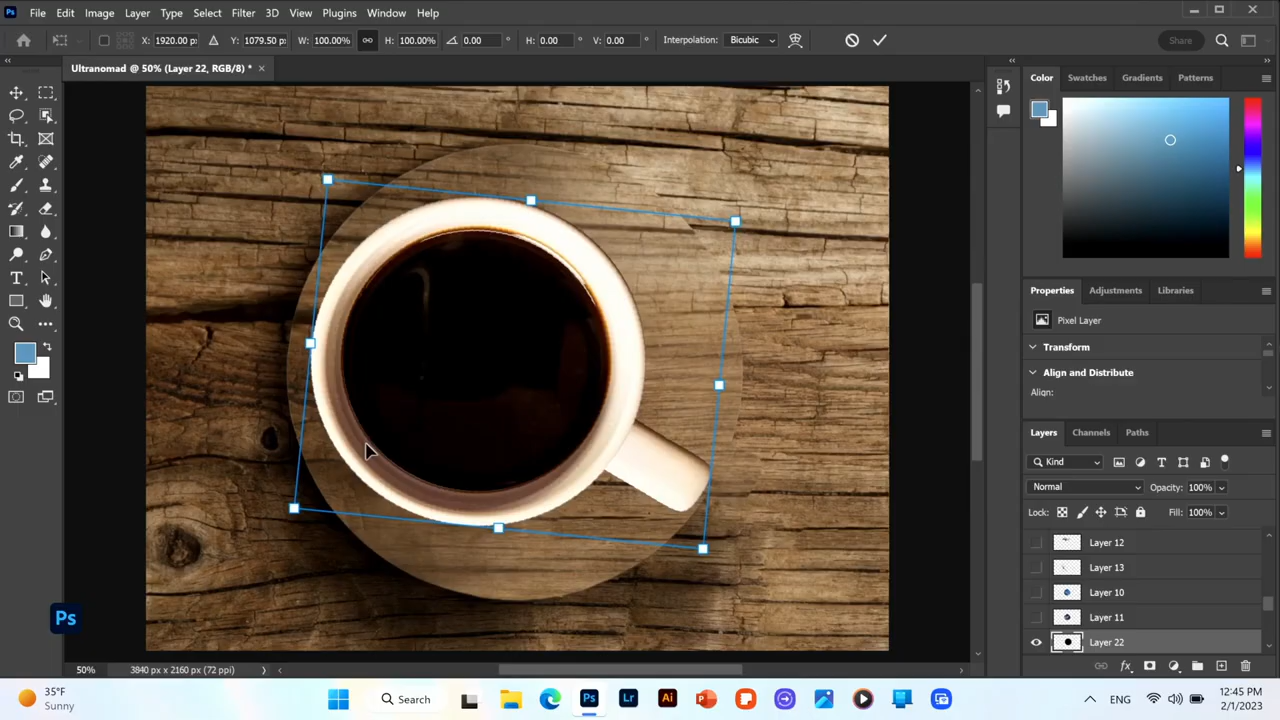 Ps File Edit Image Layer Type Select Filter 3D View Plugins Window Help
X: 1920.00 px Y: 1079.50 px W: 100.00% H: 100.00% 0.00 H: 0.00 V: 0.00 Interpolation: Bicubic Share
Ultranomad @ 50% (Layer 22, RGB/8) *
Color Swatches Gradients Patterns
Properties Adjustments Libraries
Pixel Layer
Transform
Align and Distribute
Align:
Layers Channels Paths
Kind
Normal Opacity: 100%
Lock: Fill: 100%
Layer 12
Layer 13
Layer 10
Layer 11
Layer 22
Ps
50% 3840 px x 2160 px (72 ppi)
35°F
Sunny
Search
Ps Lr Ai P
ENG
12:45 PM
2/1/2023